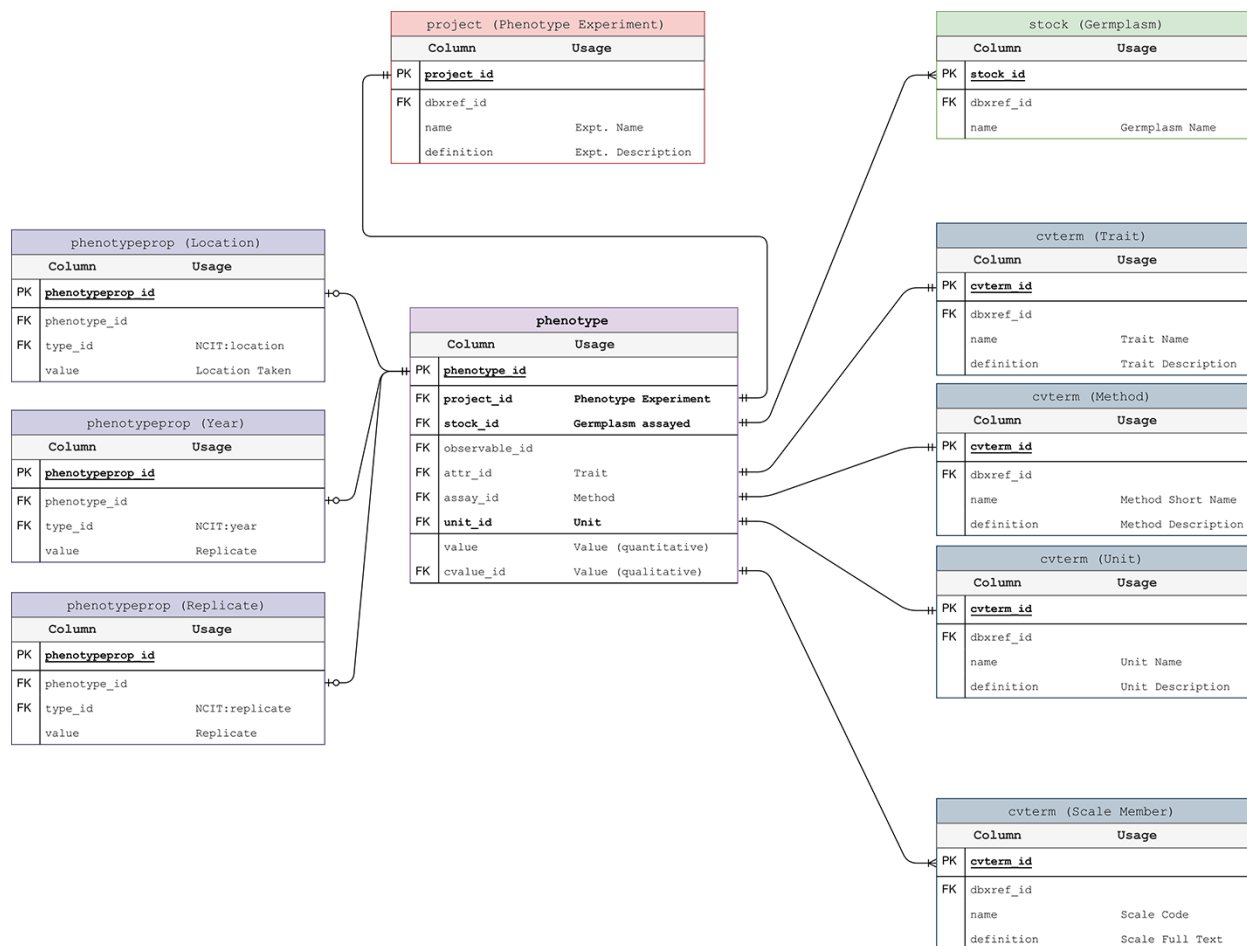 project (Phenotype Experiment)
Column Usage
PK project_id
FK dbxref_id
name Expt. Name
definition Expt. Description
stock (Germplasm)
Column Usage
PK stock_id
FK dbxref_id
name Germplasm Name
phenotypeprop (Location)
Column Usage
PK phenotypeprop_id
FK phenotype_id
FK type_id NCIT:location
value Location Taken
phenotypeprop (Year)
Column Usage
PK phenotypeprop_id
FK phenotype_id
FK type_id NCIT:year
value Replicate
phenotypeprop (Replicate)
Column Usage
PK phenotypeprop_id
FK phenotype_id
FK type_id NCIT:replicate
value Replicate
phenotype
Column Usage
PK phenotype_id
FK project_id Phenotype Experiment
FK stock_id Germplasm assayed
FK observable_id
FK attr_id Trait
FK assay_id Method
FK unit_id Unit
value Value (quantitative)
FK cvalue_id Value (qualitative)
cvterm (Trait)
Column Usage
PK cvterm_id
FK dbxref_id
name Trait Name
definition Trait Description
cvterm (Method)
Column Usage
PK cvterm_id
FK dbxref_id
name Method Short Name
definition Method Description
cvterm (Unit)
Column Usage
PK cvterm_id
FK dbxref_id
name Unit Name
definition Unit Description
cvterm (Scale Member)
Column Usage
PK cvterm_id
FK dbxref_id
name Scale Code
definition Scale Full Text